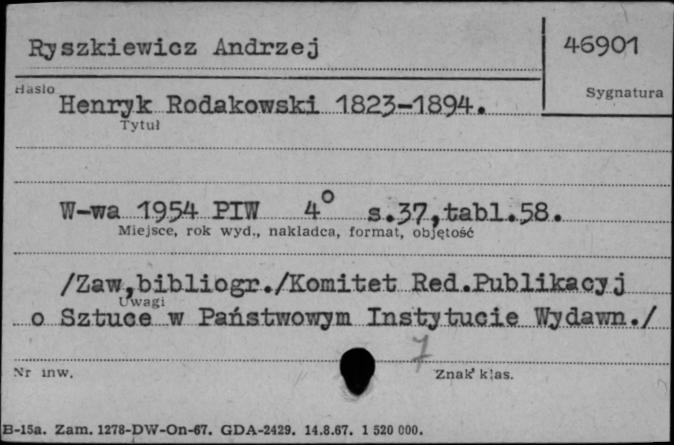 Ryszkiewicz Andrzej
46901
Hasło
Sygnatura
Henryk Rodakowski 1823-1894.
Tytuł
W-wa 1954 PIW 4° s.37,tabl.58.
Miejsce, rok wyd., nakładca, format, objętość
/Zaw,bibliogr./Komitet Red.Publikacyj
Uwagi
o Sztuce w Państwowym Instytucie Wydawn./
7
Nr inw.
Znak klas.
B-15a. Zam. 1278-DW-On-67. GDA-2429. 14.8.67. 1 520 000.